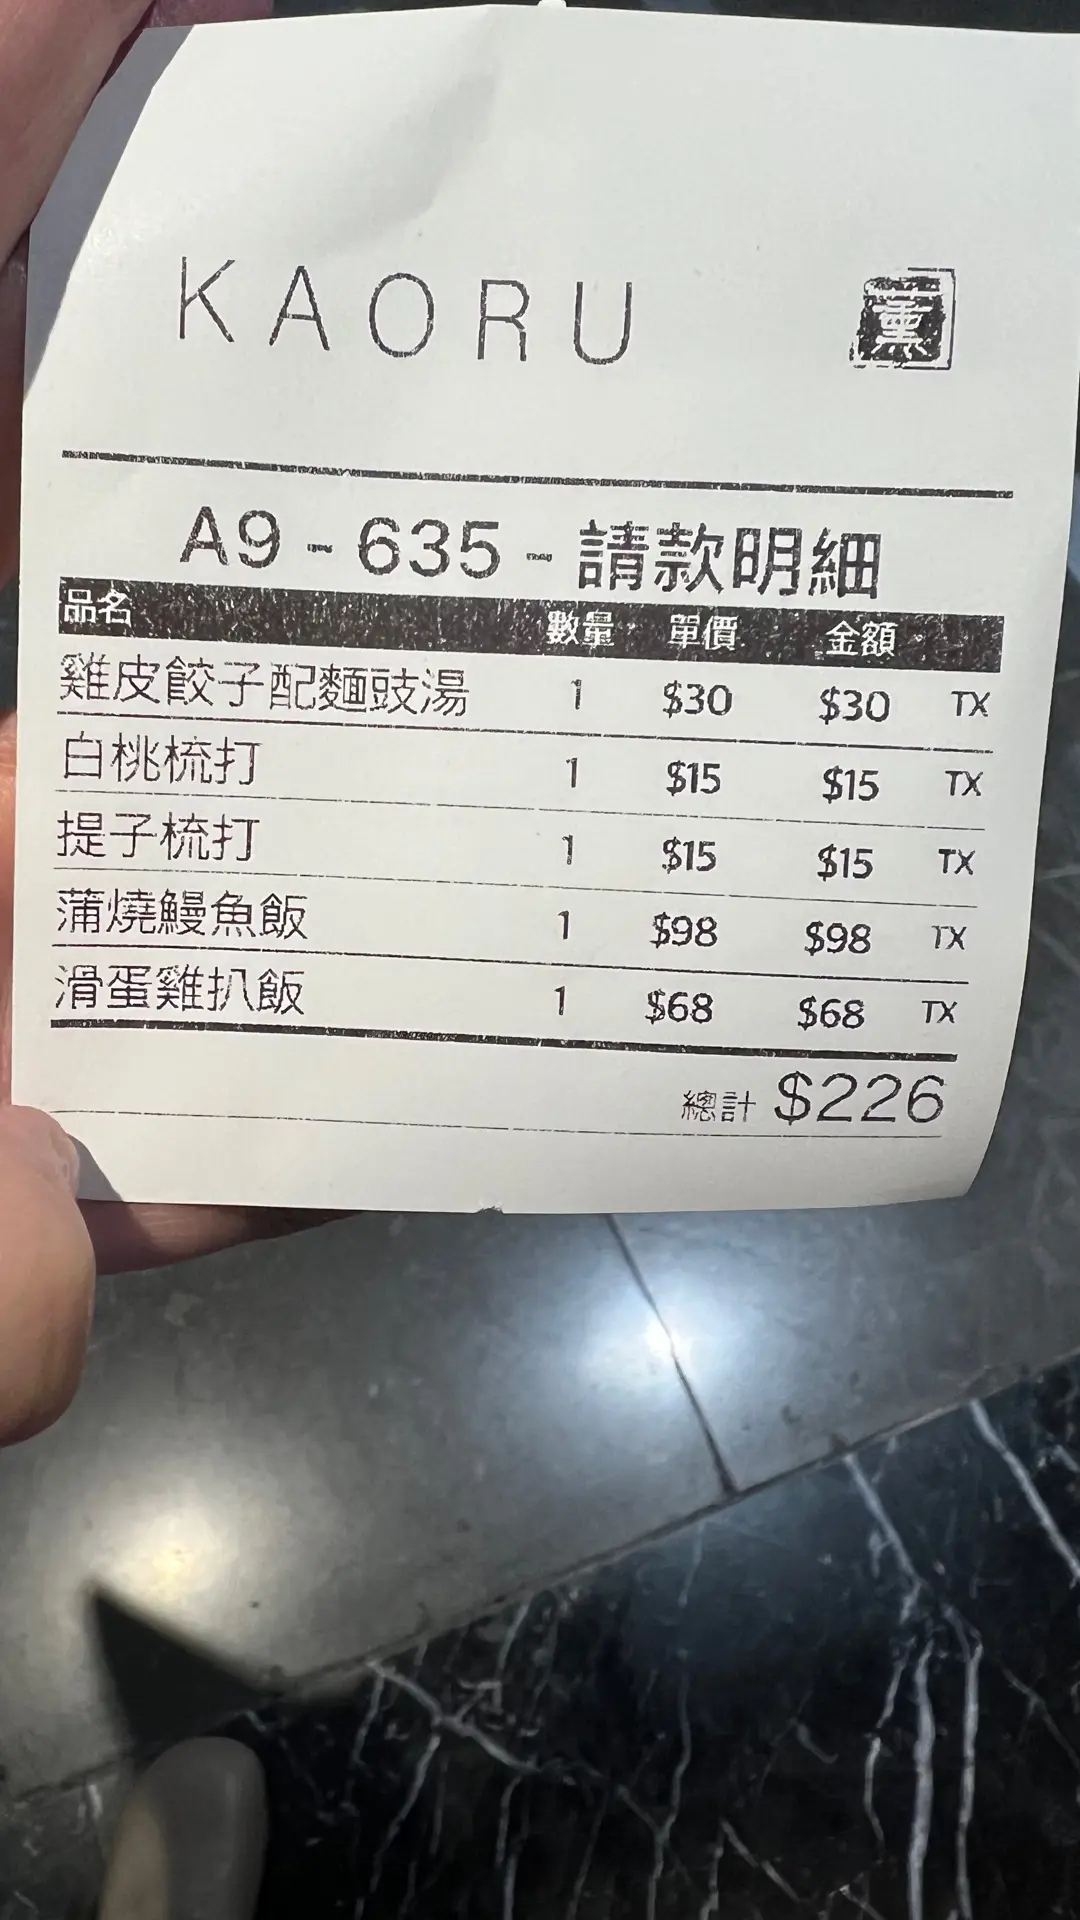 KAORU 薫
A9 - 635 - 請款明細
品名 數量 單價 金額
雞皮餃子配麵豉湯 1 $30 $30 TX
白桃梳打 1 $15 $15 TX
提子梳打 1 $15 $15 TX
蒲燒鰻魚飯 1 $98 $98 TX
滑蛋雞扒飯 1 $68 $68 TX
總計 $226